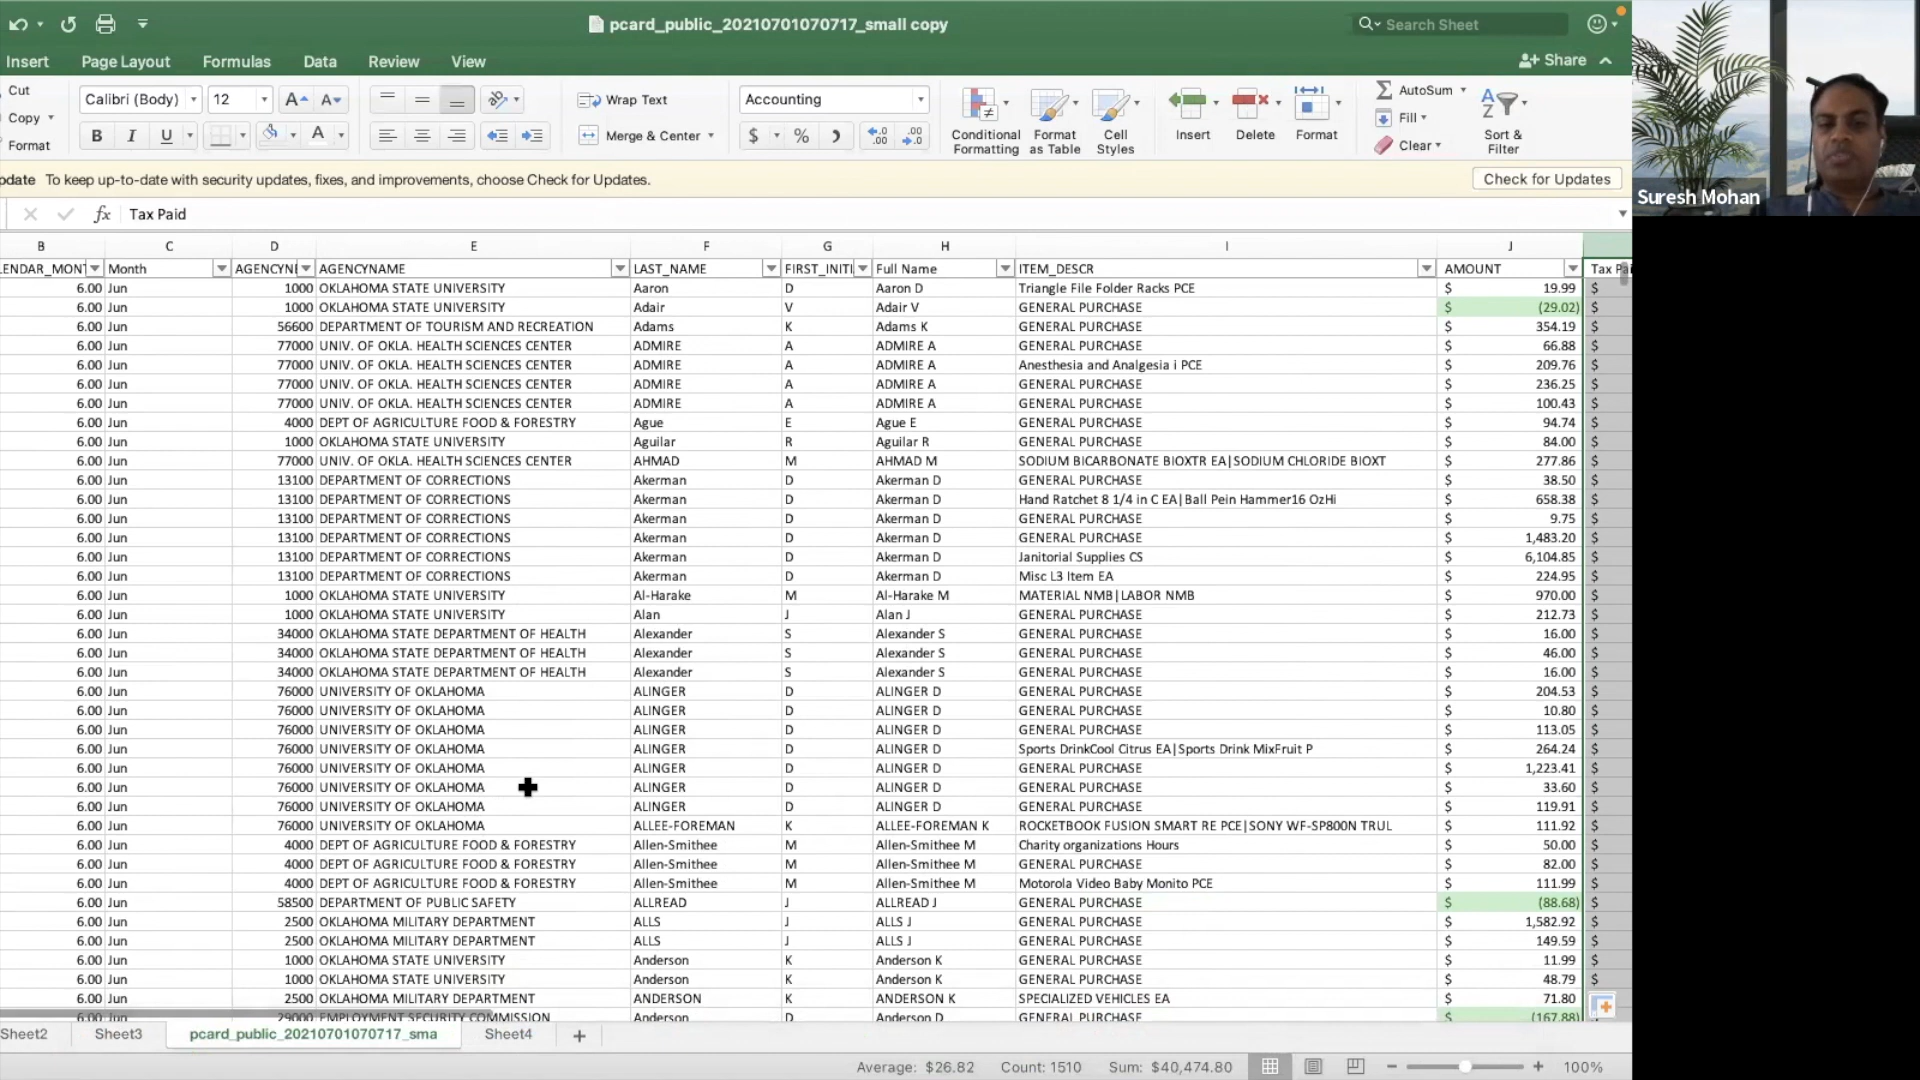 pcard_public_20210701070717_small copy
Search Sheet
Insert Page Layout Formulas Data Review View
Share
Cut
Copy
Format
Calibri (Body) 12
Wrap Text
Merge & Center
Accounting
Conditional Formatting
Format as Table
Cell Styles
Insert
Delete
Format
AutoSum
Fill
Clear
Sort & Filter
To keep up-to-date with security updates, fixes, and improvements, choose Check for Updates.
Check for Updates
Suresh Mohan
fx Tax Paid
B C D E F G H I J
Month AGENCYNAME LAST_NAME Full Name ITEM_DESCR AMOUNT
6.00 Jun 1000 OKLAHOMA STATE UNIVERSITY Aaron D Aaron D Triangle File Folder Racks PCE $ 19.99 $
6.00 Jun 1000 OKLAHOMA STATE UNIVERSITY Adair V Adair V GENERAL PURCHASE $ (29.02) $
6.00 Jun 56600 DEPARTMENT OF TOURISM AND RECREATION Adams K Adams K GENERAL PURCHASE $ 354.19 $
6.00 Jun 77000 UNIV. OF OKLA. HEALTH SCIENCES CENTER ADMIRE A ADMIRE A GENERAL PURCHASE $ 66.88 $
6.00 Jun 77000 UNIV. OF OKLA. HEALTH SCIENCES CENTER ADMIRE A ADMIRE A Anesthesia and Analgesia i PCE $ 209.76 $
6.00 Jun 77000 UNIV. OF OKLA. HEALTH SCIENCES CENTER ADMIRE A ADMIRE A GENERAL PURCHASE $ 236.25 $
6.00 Jun 77000 UNIV. OF OKLA. HEALTH SCIENCES CENTER ADMIRE A ADMIRE A GENERAL PURCHASE $ 100.43 $
6.00 Jun 4000 DEPT OF AGRICULTURE FOOD & FORESTRY Ague E Ague E GENERAL PURCHASE $ 94.74 $
6.00 Jun 1000 OKLAHOMA STATE UNIVERSITY Aguilar R Aguilar R GENERAL PURCHASE $ 84.00 $
6.00 Jun 77000 UNIV. OF OKLA. HEALTH SCIENCES CENTER AHMAD M AHMAD M SODIUM BICARBONATE BIOXTR EA|SODIUM CHLORIDE BIOXT $ 277.86 $
6.00 Jun 13100 DEPARTMENT OF CORRECTIONS Akerman D Akerman D GENERAL PURCHASE $ 38.50 $
6.00 Jun 13100 DEPARTMENT OF CORRECTIONS Akerman D Akerman D Hand Ratchet 8 1/4 in C EA|Ball Pein Hammer16 OzHi $ 658.38 $
6.00 Jun 13100 DEPARTMENT OF CORRECTIONS Akerman D Akerman D GENERAL PURCHASE $ 9.75 $
6.00 Jun 13100 DEPARTMENT OF CORRECTIONS Akerman D Akerman D GENERAL PURCHASE $ 1,483.20 $
6.00 Jun 13100 DEPARTMENT OF CORRECTIONS Akerman D Akerman D Janitorial Supplies CS $ 6,104.85 $
6.00 Jun 13100 DEPARTMENT OF CORRECTIONS Akerman D Akerman D Misc L3 Item EA $ 224.95 $
6.00 Jun 1000 OKLAHOMA STATE UNIVERSITY Al-Harake M Al-Harake M MATERIAL NMB|LABOR NMB $ 970.00 $
6.00 Jun 1000 OKLAHOMA STATE UNIVERSITY Alan J Alan J GENERAL PURCHASE $ 212.73 $
6.00 Jun 34000 OKLAHOMA STATE DEPARTMENT OF HEALTH Alexander S Alexander S GENERAL PURCHASE $ 16.00 $
6.00 Jun 34000 OKLAHOMA STATE DEPARTMENT OF HEALTH Alexander S Alexander S GENERAL PURCHASE $ 46.00 $
6.00 Jun 34000 OKLAHOMA STATE DEPARTMENT OF HEALTH Alexander S Alexander S GENERAL PURCHASE $ 16.00 $
6.00 Jun 76000 UNIVERSITY OF OKLAHOMA ALINGER D ALINGER D GENERAL PURCHASE $ 204.53 $
6.00 Jun 76000 UNIVERSITY OF OKLAHOMA ALINGER D ALINGER D GENERAL PURCHASE $ 10.80 $
6.00 Jun 76000 UNIVERSITY OF OKLAHOMA ALINGER D ALINGER D GENERAL PURCHASE $ 113.05 $
6.00 Jun 76000 UNIVERSITY OF OKLAHOMA ALINGER D ALINGER D Sports DrinkCool Citrus EA|Sports Drink MixFruit P $ 264.24 $
6.00 Jun 76000 UNIVERSITY OF OKLAHOMA ALINGER D ALINGER D GENERAL PURCHASE $ 1,223.41 $
6.00 Jun 76000 UNIVERSITY OF OKLAHOMA ALINGER D ALINGER D GENERAL PURCHASE $ 33.60 $
6.00 Jun 76000 UNIVERSITY OF OKLAHOMA ALINGER D ALINGER D GENERAL PURCHASE $ 119.91 $
6.00 Jun 76000 UNIVERSITY OF OKLAHOMA ALLEE-FOREMAN K ALLEE-FOREMAN K ROCKETBOOK FUSION SMART RE PCE|SONY WF-SP800N TRUL $ 111.92 $
6.00 Jun 4000 DEPT OF AGRICULTURE FOOD & FORESTRY Allen-Smithee M Allen-Smithee M Charity organizations Hours $ 50.00 $
6.00 Jun 4000 DEPT OF AGRICULTURE FOOD & FORESTRY Allen-Smithee M Allen-Smithee M GENERAL PURCHASE $ 82.00 $
6.00 Jun 4000 DEPT OF AGRICULTURE FOOD & FORESTRY Allen-Smithee M Allen-Smithee M Motorola Video Baby Monito PCE $ 111.99 $
6.00 Jun 58500 DEPARTMENT OF PUBLIC SAFETY ALLREAD J ALLREAD J GENERAL PURCHASE $ (88.68) $
6.00 Jun 2500 OKLAHOMA MILITARY DEPARTMENT ALLS J ALLS J GENERAL PURCHASE $ 1,582.92 $
6.00 Jun 2500 OKLAHOMA MILITARY DEPARTMENT ALLS J ALLS J GENERAL PURCHASE $ 149.59 $
6.00 Jun 1000 OKLAHOMA STATE UNIVERSITY Anderson K Anderson K GENERAL PURCHASE $ 11.99 $
6.00 Jun 1000 OKLAHOMA STATE UNIVERSITY Anderson K Anderson K GENERAL PURCHASE $ 48.79 $
6.00 Jun 2500 OKLAHOMA MILITARY DEPARTMENT ANDERSON K ANDERSON K SPECIALIZED VEHICLES EA $ 71.80
6.00 Jun 29000 EMPLOYMENT SECURITY COMMISSION Anderson D Anderson D GENERAL PURCHASE $ (167.88)
Sheet2 Sheet3 pcard_public_20210701070717_sma Sheet4 +
Average: $26.82 Count: 1510 Sum: $40,474.80 100%